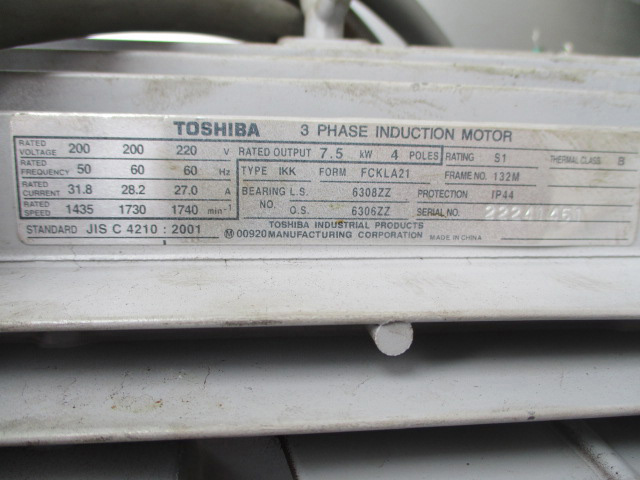 TOSHIBA 3 PHASE INDUCTION MOTOR
RATED VOLTAGE 200 200 220 V
RATED FREQUENCY 50 60 60 Hz
RATED CURRENT 31.8 28.2 27.0 A
RATED SPEED 1435 1730 1740 min⁻¹
STANDARD JIS C 4210 : 2001
RATED OUTPUT 7.5 kW 4 POLES RATING S1 THERMAL CLASS B
TYPE IKK FORM FCKLA21 FRAME NO. 132M
BEARING NO. L.S. 6308ZZ PROTECTION IP44
O.S. 6306ZZ SERIAL NO.
TOSHIBA INDUSTRIAL PRODUCTS
M 00920 MANUFACTURING CORPORATION MADE IN CHINA